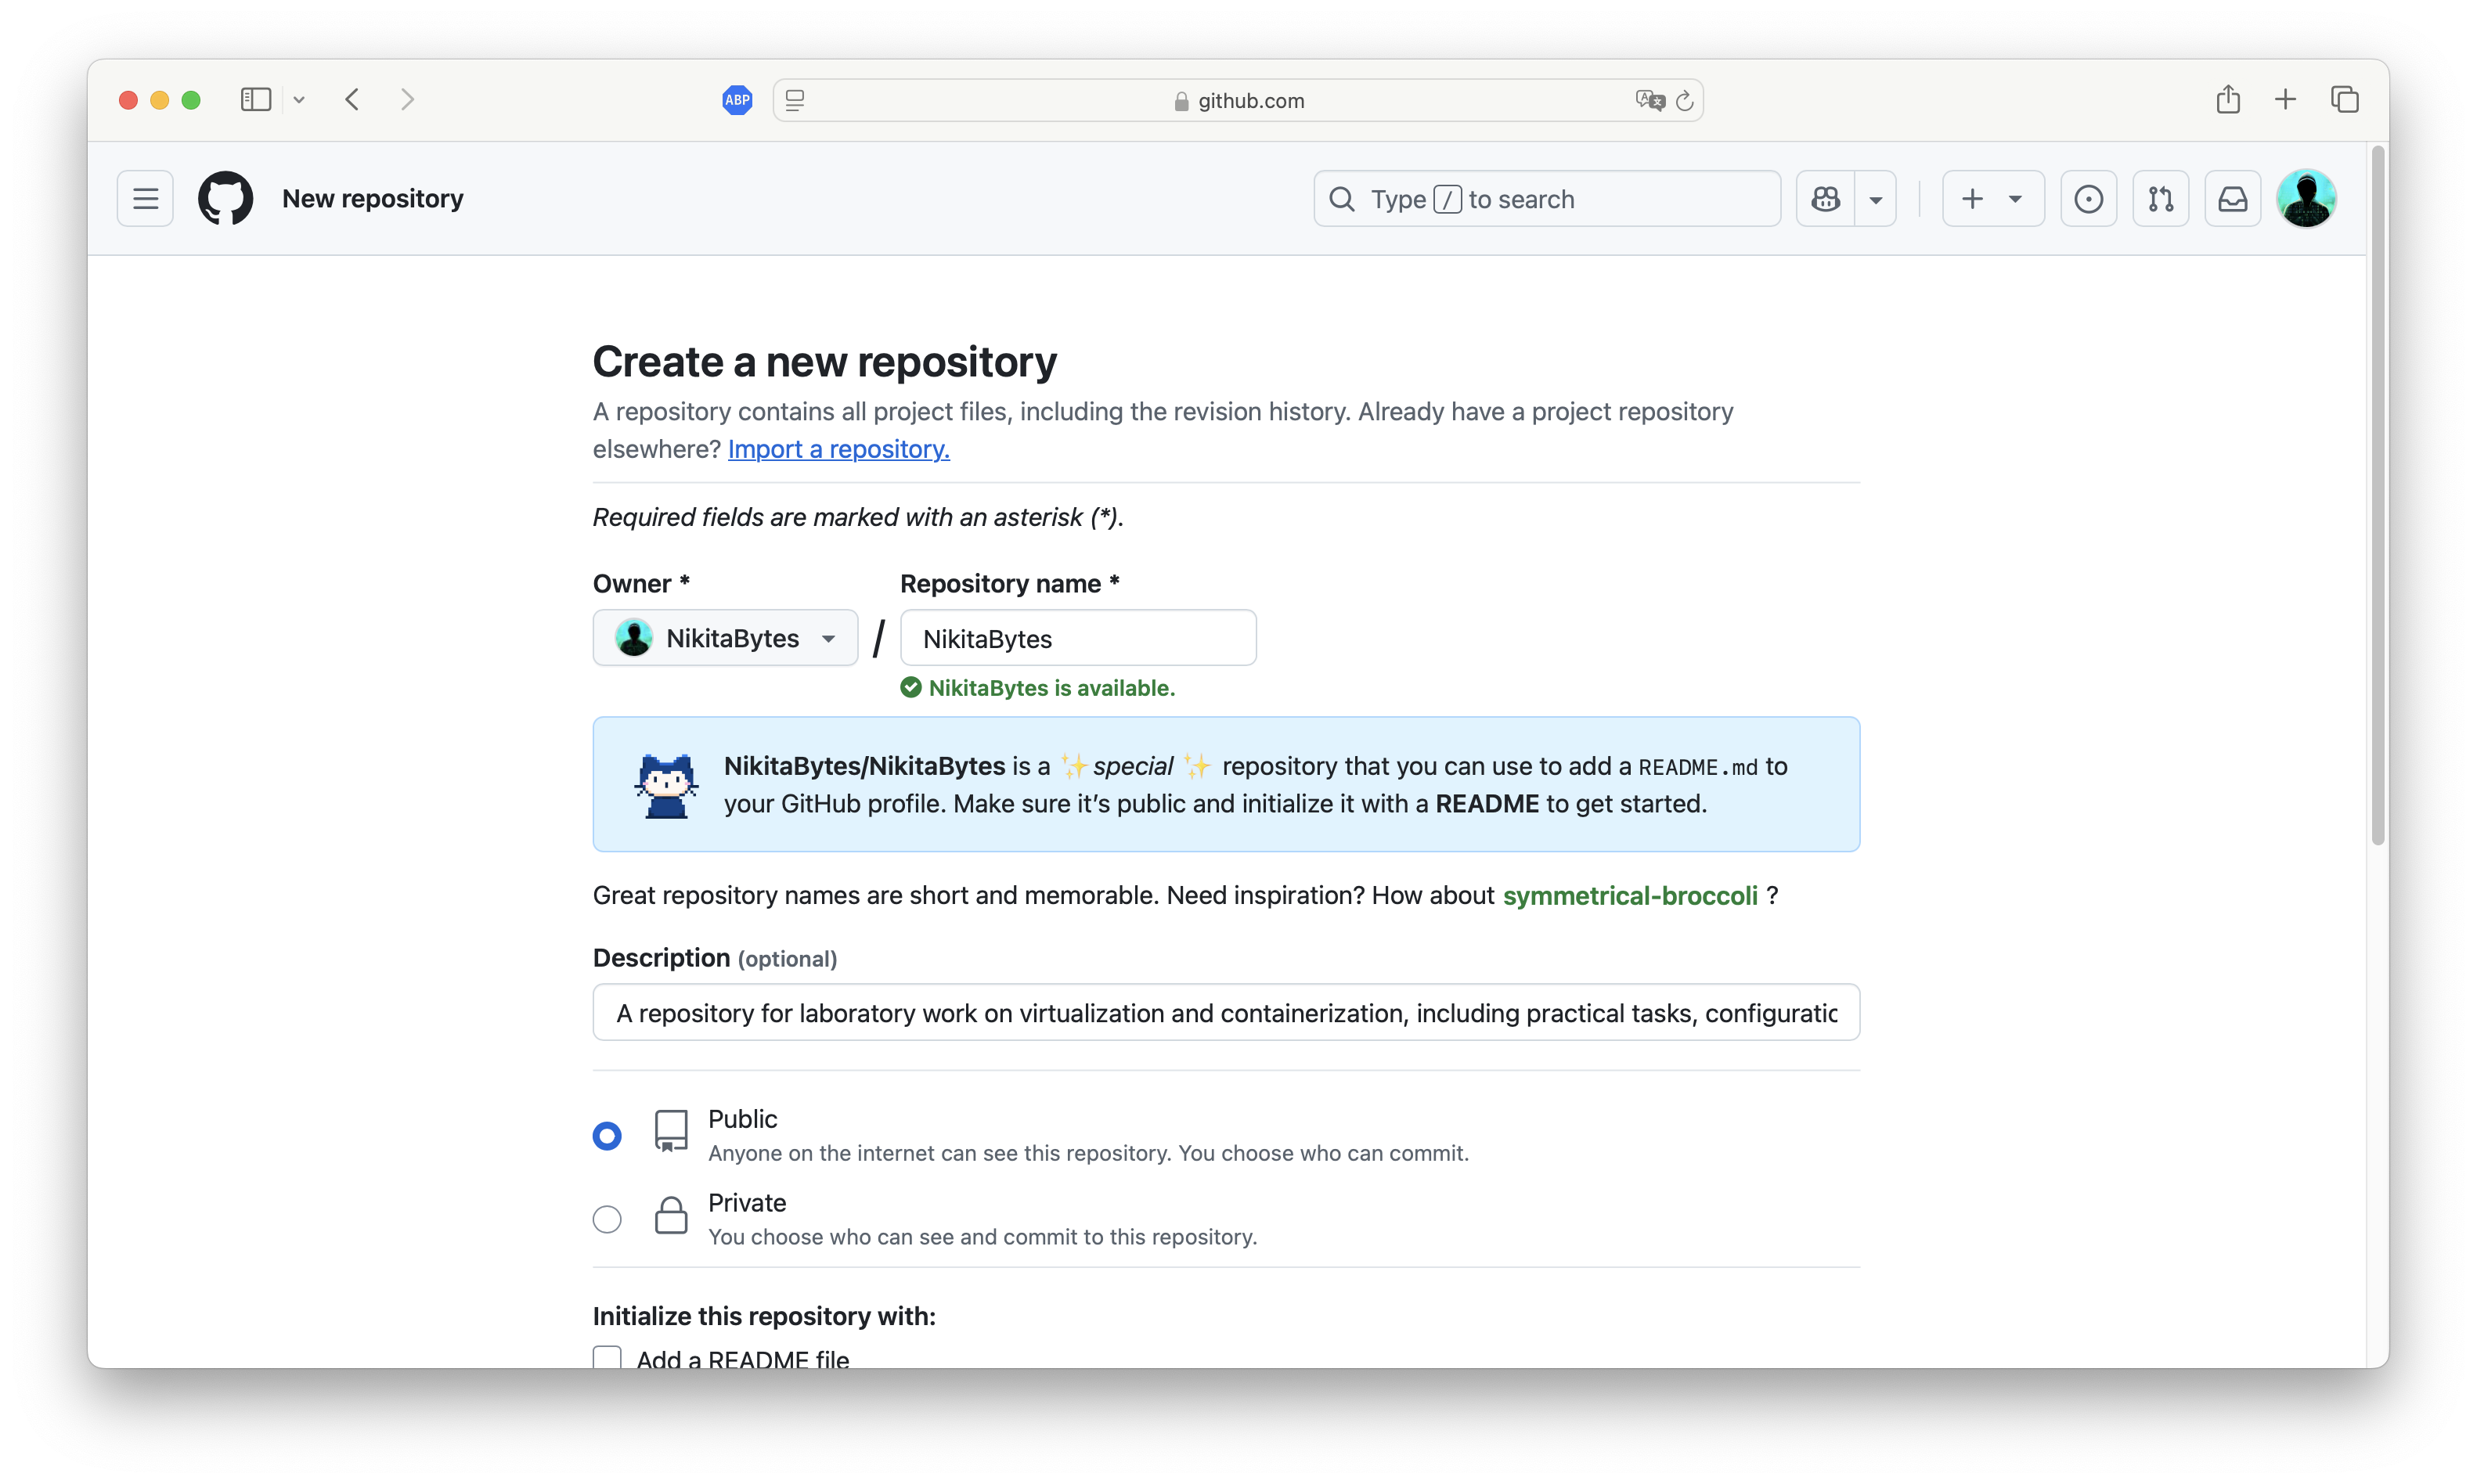 ABP
github.com
New repository
Type / to search
Create a new repository
A repository contains all project files, including the revision history. Already have a project repository
elsewhere? Import a repository.
Required fields are marked with an asterisk (*).
Owner *
Repository name *
NikitaBytes
/
NikitaBytes
NikitaBytes is available.
NikitaBytes/NikitaBytes is a ✨ special ✨ repository that you can use to add a README.md to
your GitHub profile. Make sure it’s public and initialize it with a README to get started.
Great repository names are short and memorable. Need inspiration? How about symmetrical-broccoli ?
Description (optional)
A repository for laboratory work on virtualization and containerization, including practical tasks, configuratic
Public
Anyone on the internet can see this repository. You choose who can commit.
Private
You choose who can see and commit to this repository.
Initialize this repository with:
Add a README file